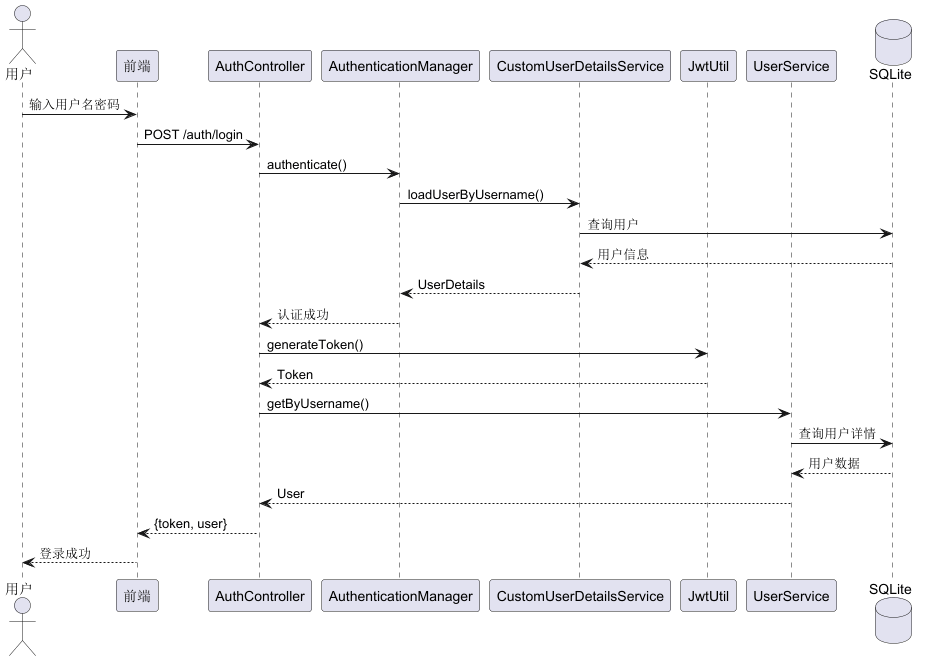 用户
前端
AuthController
AuthenticationManager
CustomUserDetailsService
JwtUtil
UserService
SQLite
输入用户名密码
POST /auth/login
authenticate()
loadUserByUsername()
查询用户
用户信息
UserDetails
认证成功
generateToken()
Token
getByUsername()
查询用户详情
用户数据
User
{token, user}
登录成功
用户
前端
AuthController
AuthenticationManager
CustomUserDetailsService
JwtUtil
UserService
SQLite